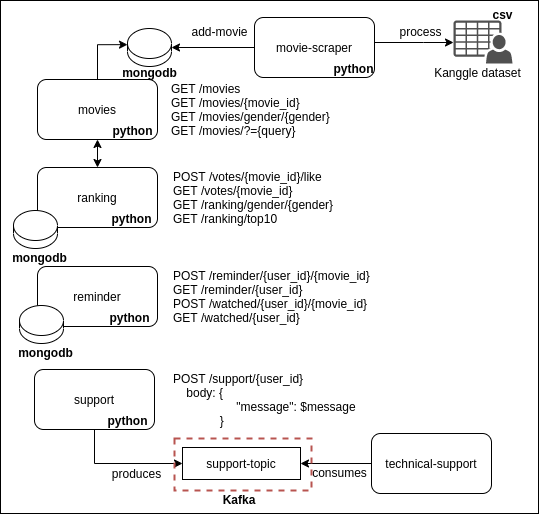 csv
add-movie
process
movie-scraper
mongodb
python
Kanggle dataset
movies
python
GET /movies
GET /movies/{movie_id}
GET /movies/gender/{gender}
GET /movies/?={query}
ranking
python
mongodb
POST /votes/{movie_id}/like
GET /votes/{movie_id}
GET /ranking/gender/{gender}
GET /ranking/top10
reminder
python
mongodb
POST /reminder/{user_id}/{movie_id}
GET /reminder/{user_id}
POST /watched/{user_id}/{movie_id}
GET /watched/{user_id}
support
python
POST /support/{user_id}
body: {
"message": $message
}
produces
support-topic
consumes
technical-support
Kafka